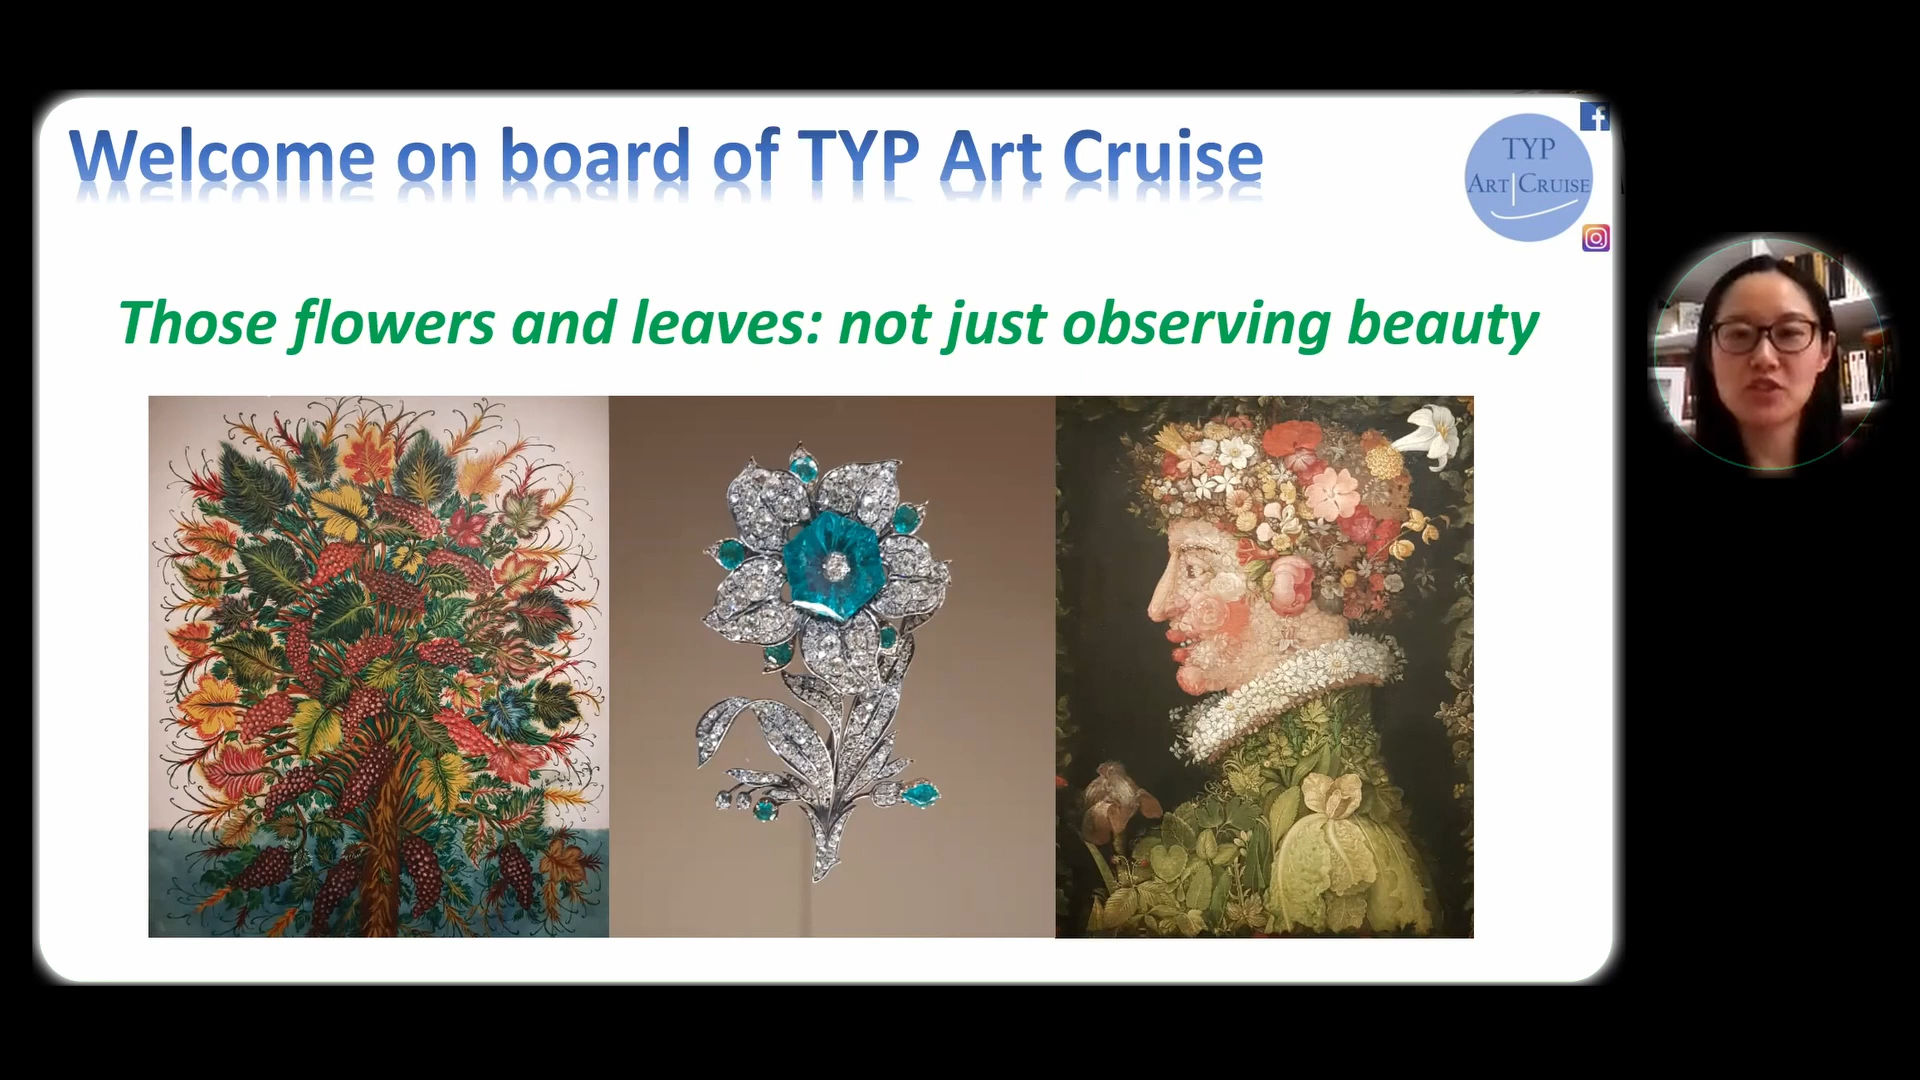 Welcome on board of TYP Art Cruise
TYP
ART CRUISE
Those flowers and leaves: not just observing beauty